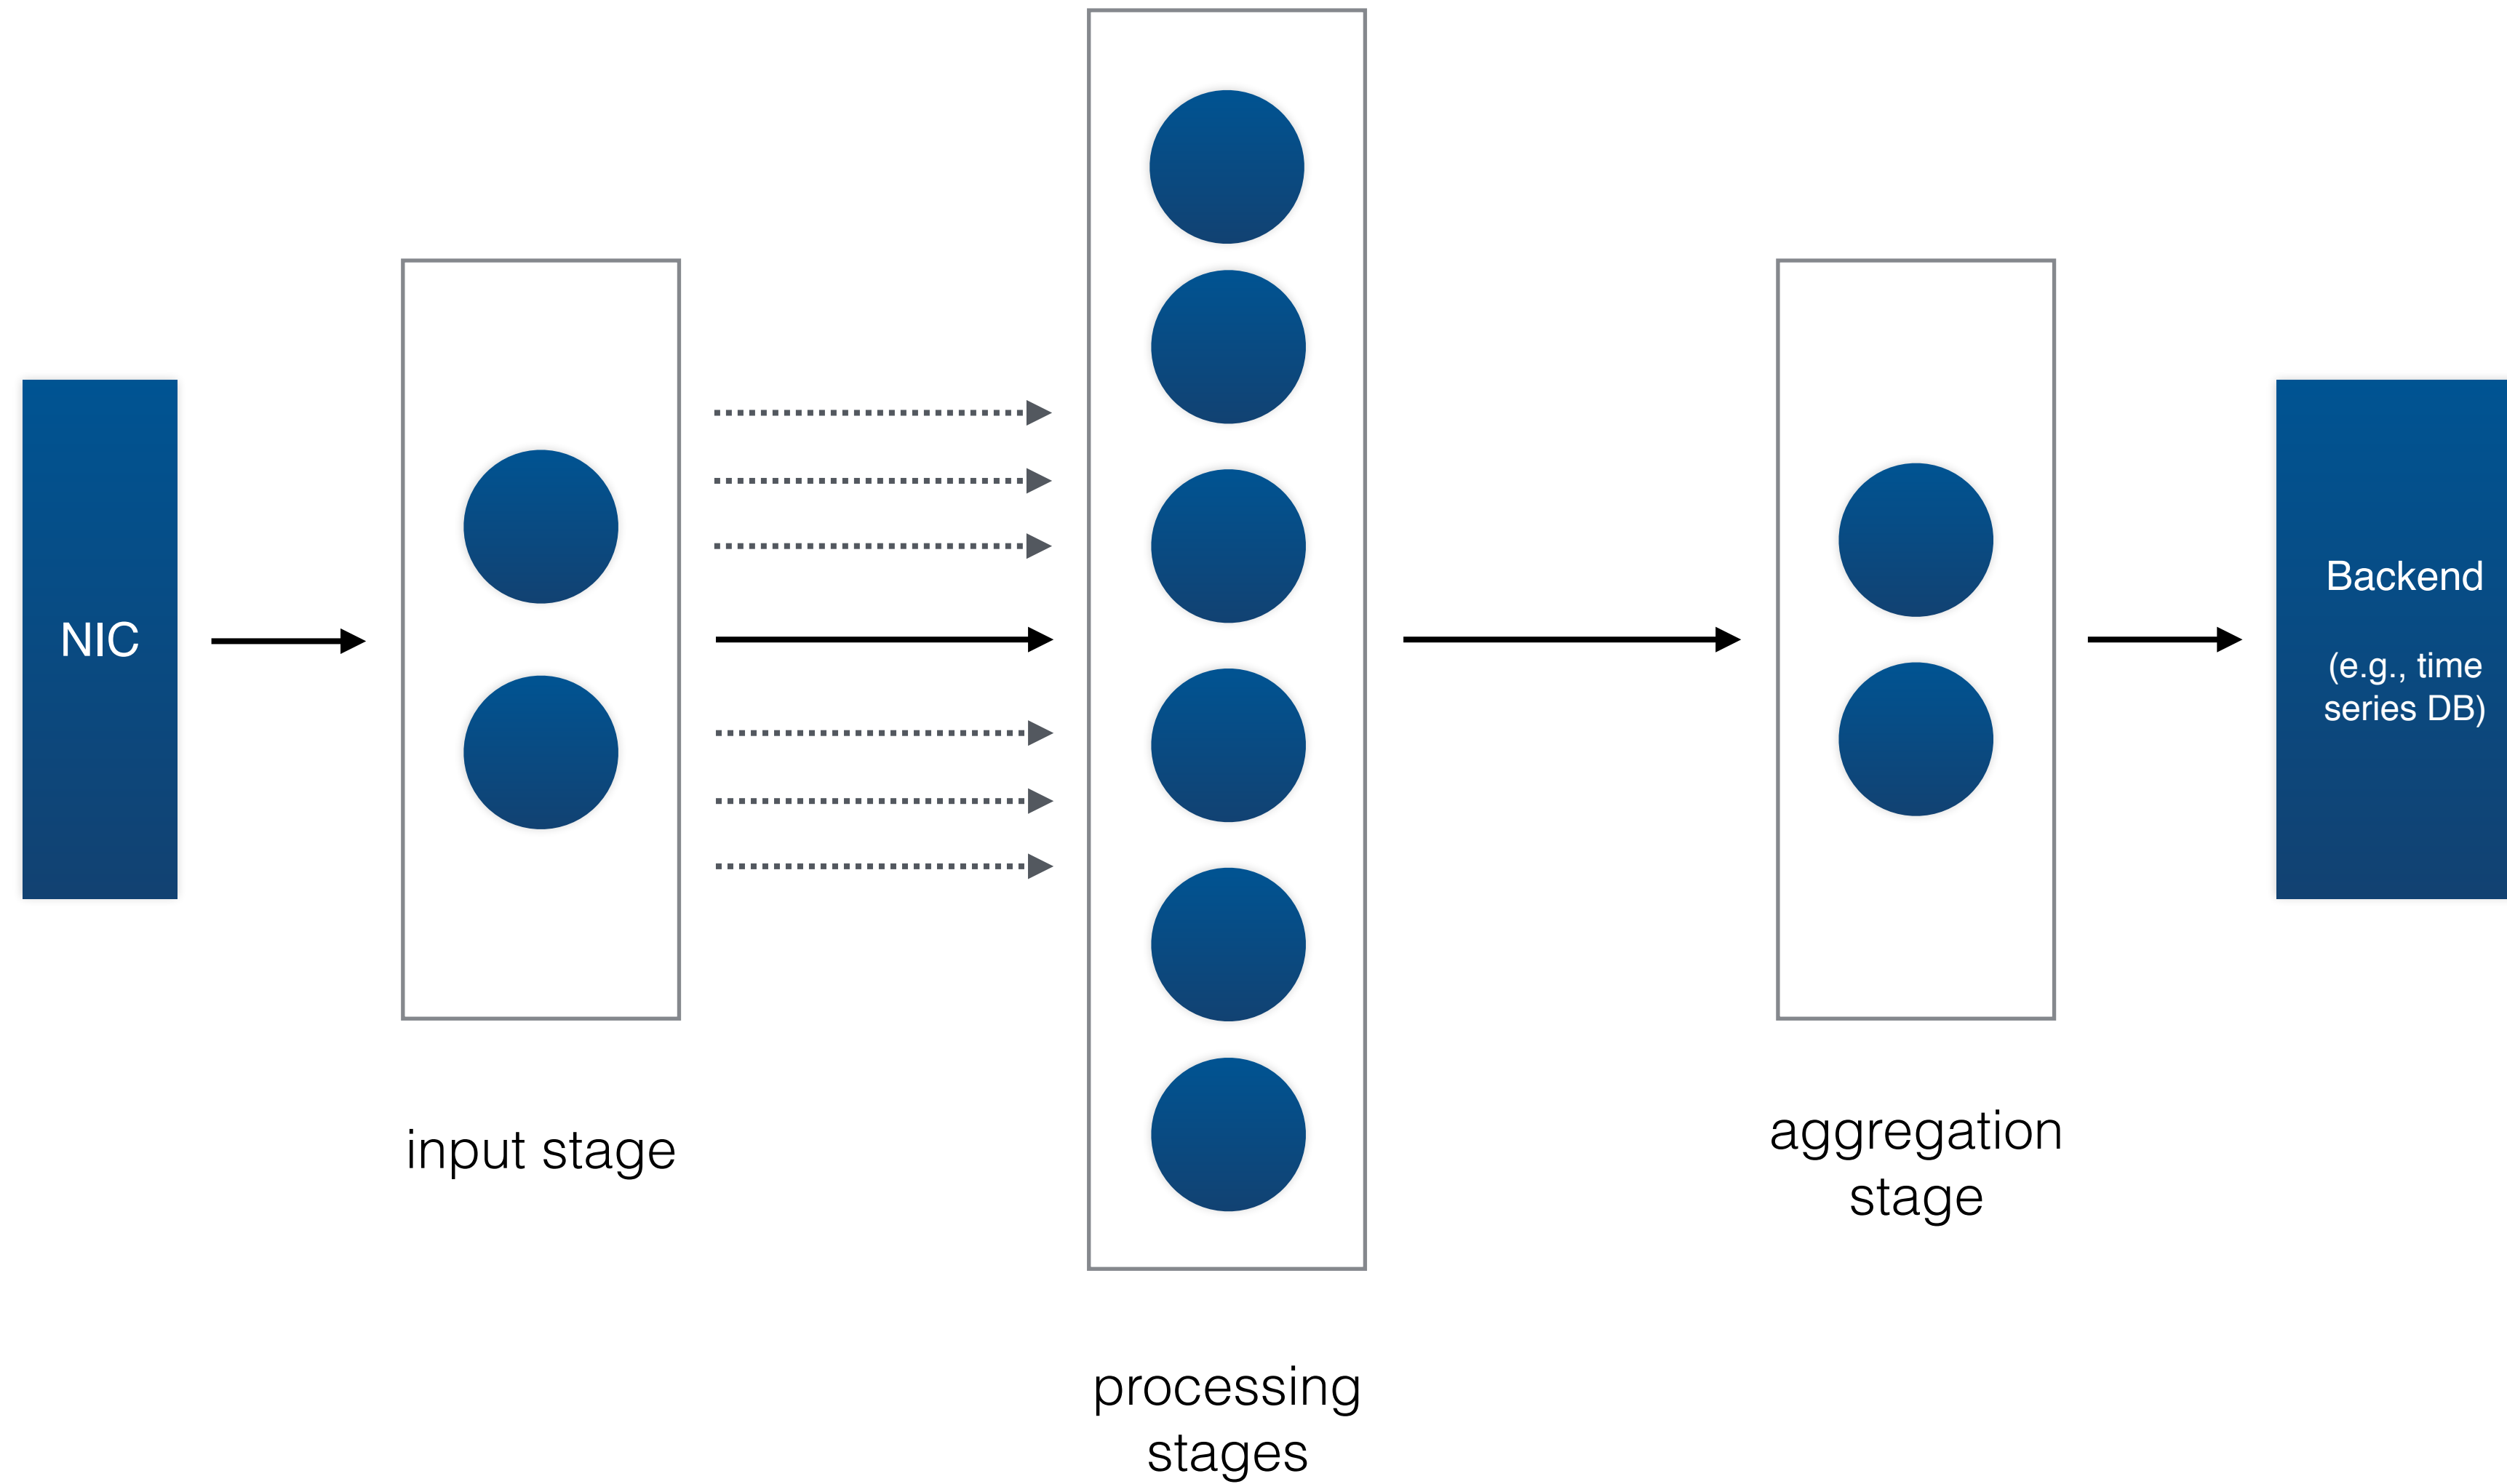 NIC
input stage
processing
stages
aggregation
stage
Backend
(e.g., time
series DB)